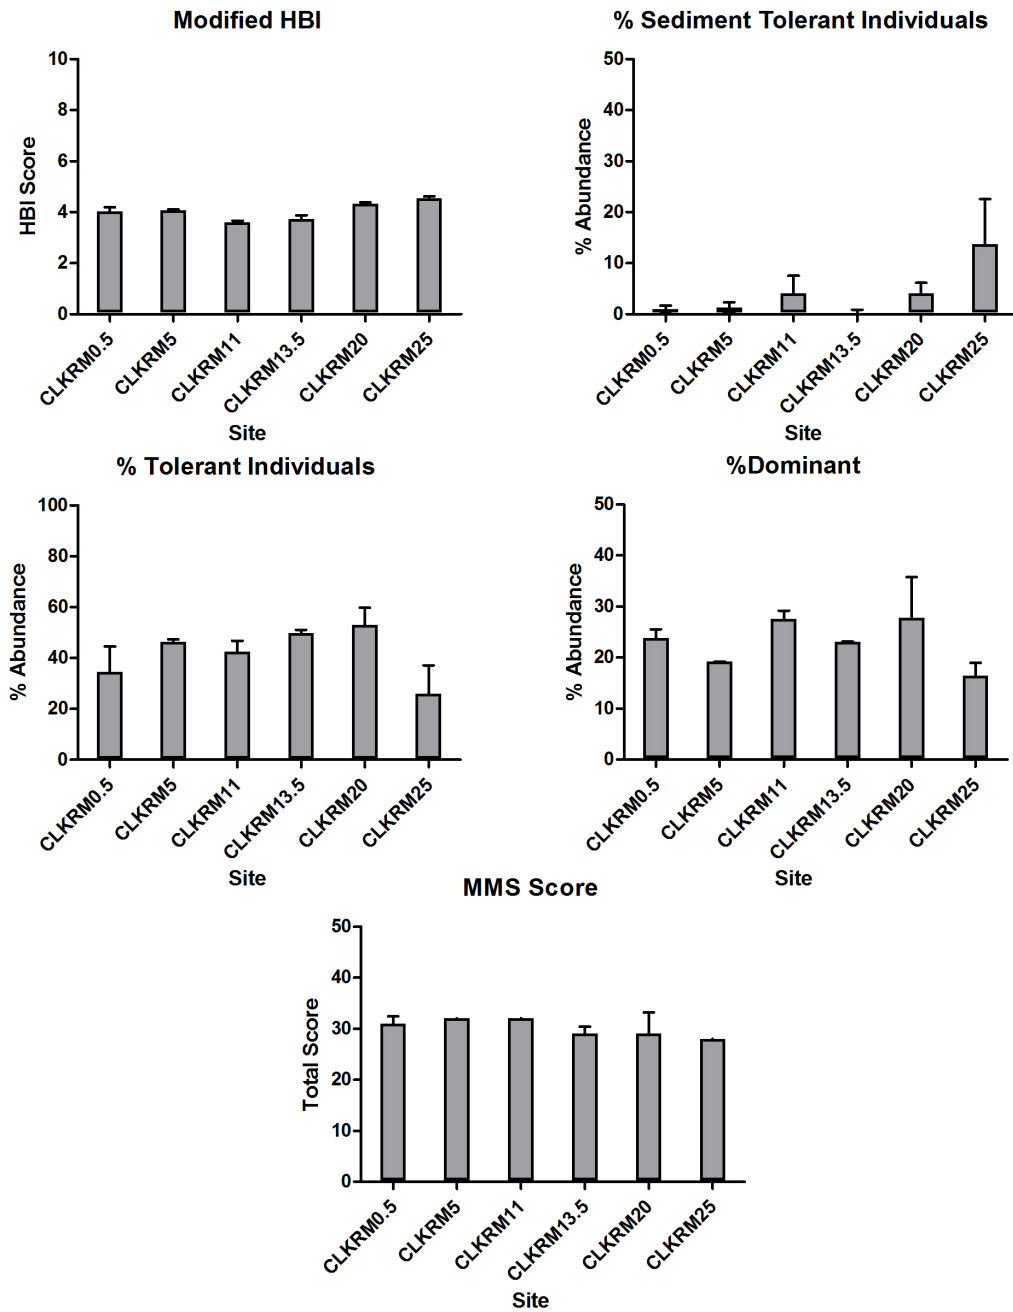 Modified HBI
HBI Score
10
8
6
4
2
0
CLKRM0.5
CLKRM5
CLKRM11
CLKRM13.5
CLKRM20
CLKRM25
Site
% Sediment Tolerant Individuals
% Abundance
50
40
30
20
10
0
CLKRM0.5
CLKRM5
CLKRM11
CLKRM13.5
CLKRM20
CLKRM25
Site
% Tolerant Individuals
% Abundance
100
80
60
40
20
0
CLKRM0.5
CLKRM5
CLKRM11
CLKRM13.5
CLKRM20
CLKRM25
Site
%Dominant
% Abundance
50
40
30
20
10
0
CLKRM0.5
CLKRM5
CLKRM11
CLKRM13.5
CLKRM20
CLKRM25
Site
MMS Score
Total Score
50
40
30
20
10
0
CLKRM0.5
CLKRM5
CLKRM11
CLKRM13.5
CLKRM20
CLKRM25
Site